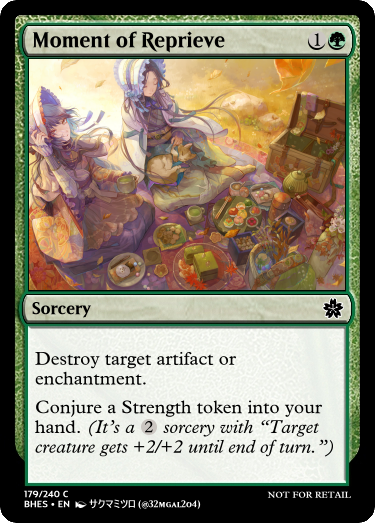 Moment of Reprieve 1
Sorcery
Destroy target artifact or
enchantment.
Conjure a Strength token into your
hand. (It's a 2 sorcery with “Target
creature gets +2/+2 until end of turn.”)
179/240 C
NOT FOR RETAIL
BHES • EN サクマミツロ (@32MGAL204)